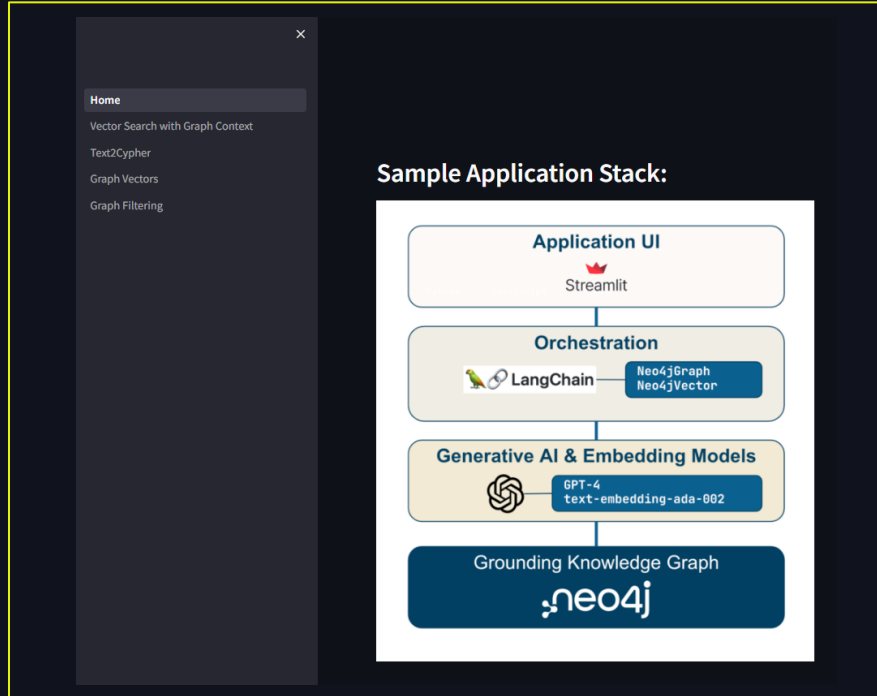 ×
Home
Vector Search with Graph Context
Text2Cypher
Graph Vectors
Graph Filtering
Sample Application Stack:
Application UI
Streamlit
Orchestration
LangChain
Neo4jGraph
Neo4jVector
Generative AI & Embedding Models
GPT-4
text-embedding-ada-002
Grounding Knowledge Graph
neo4j